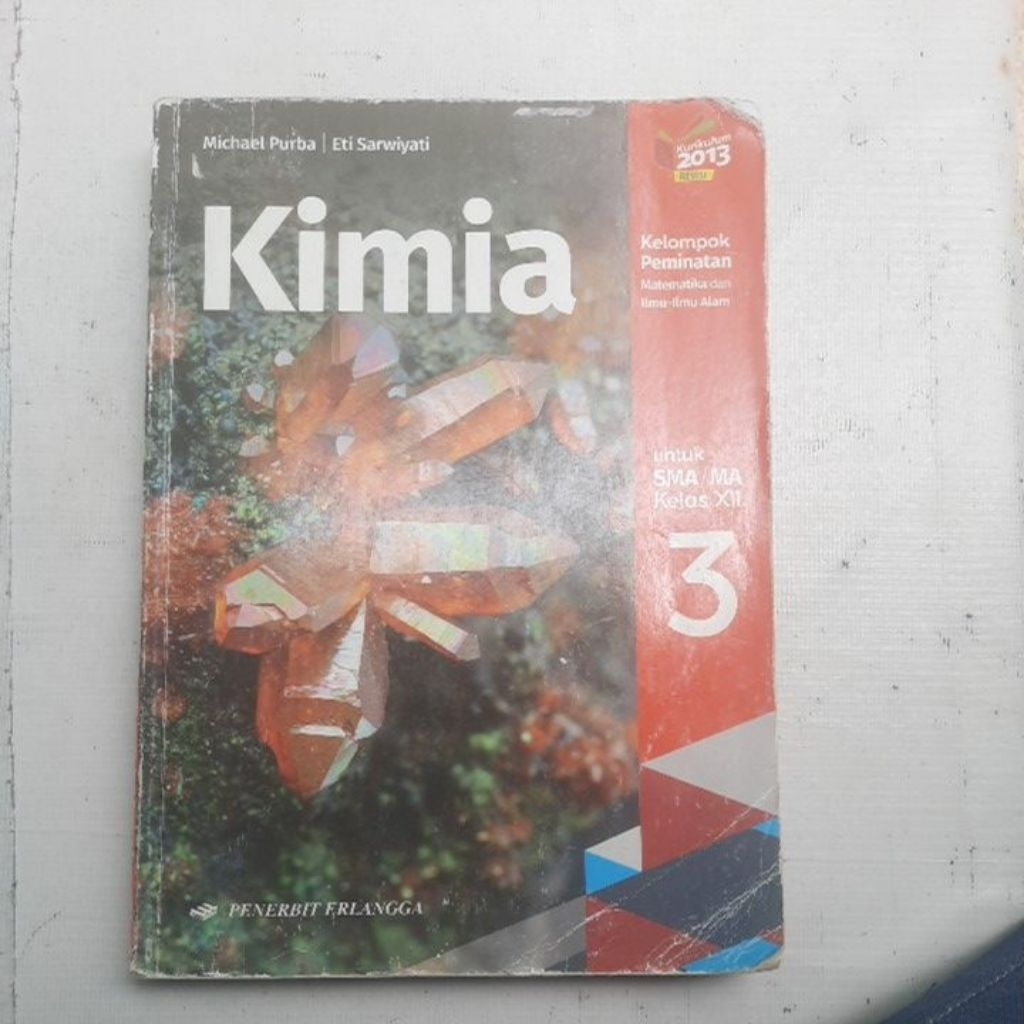 Michael Purba | Eti Sarwiyati
Kimia
Kurikulum
2013
REVISI
Kelompok
Peminatan
Matematika dan
Ilmu-Ilmu Alam
untuk
SMA/MA
Kelas XII
3
PENERBIT ERLANGGA